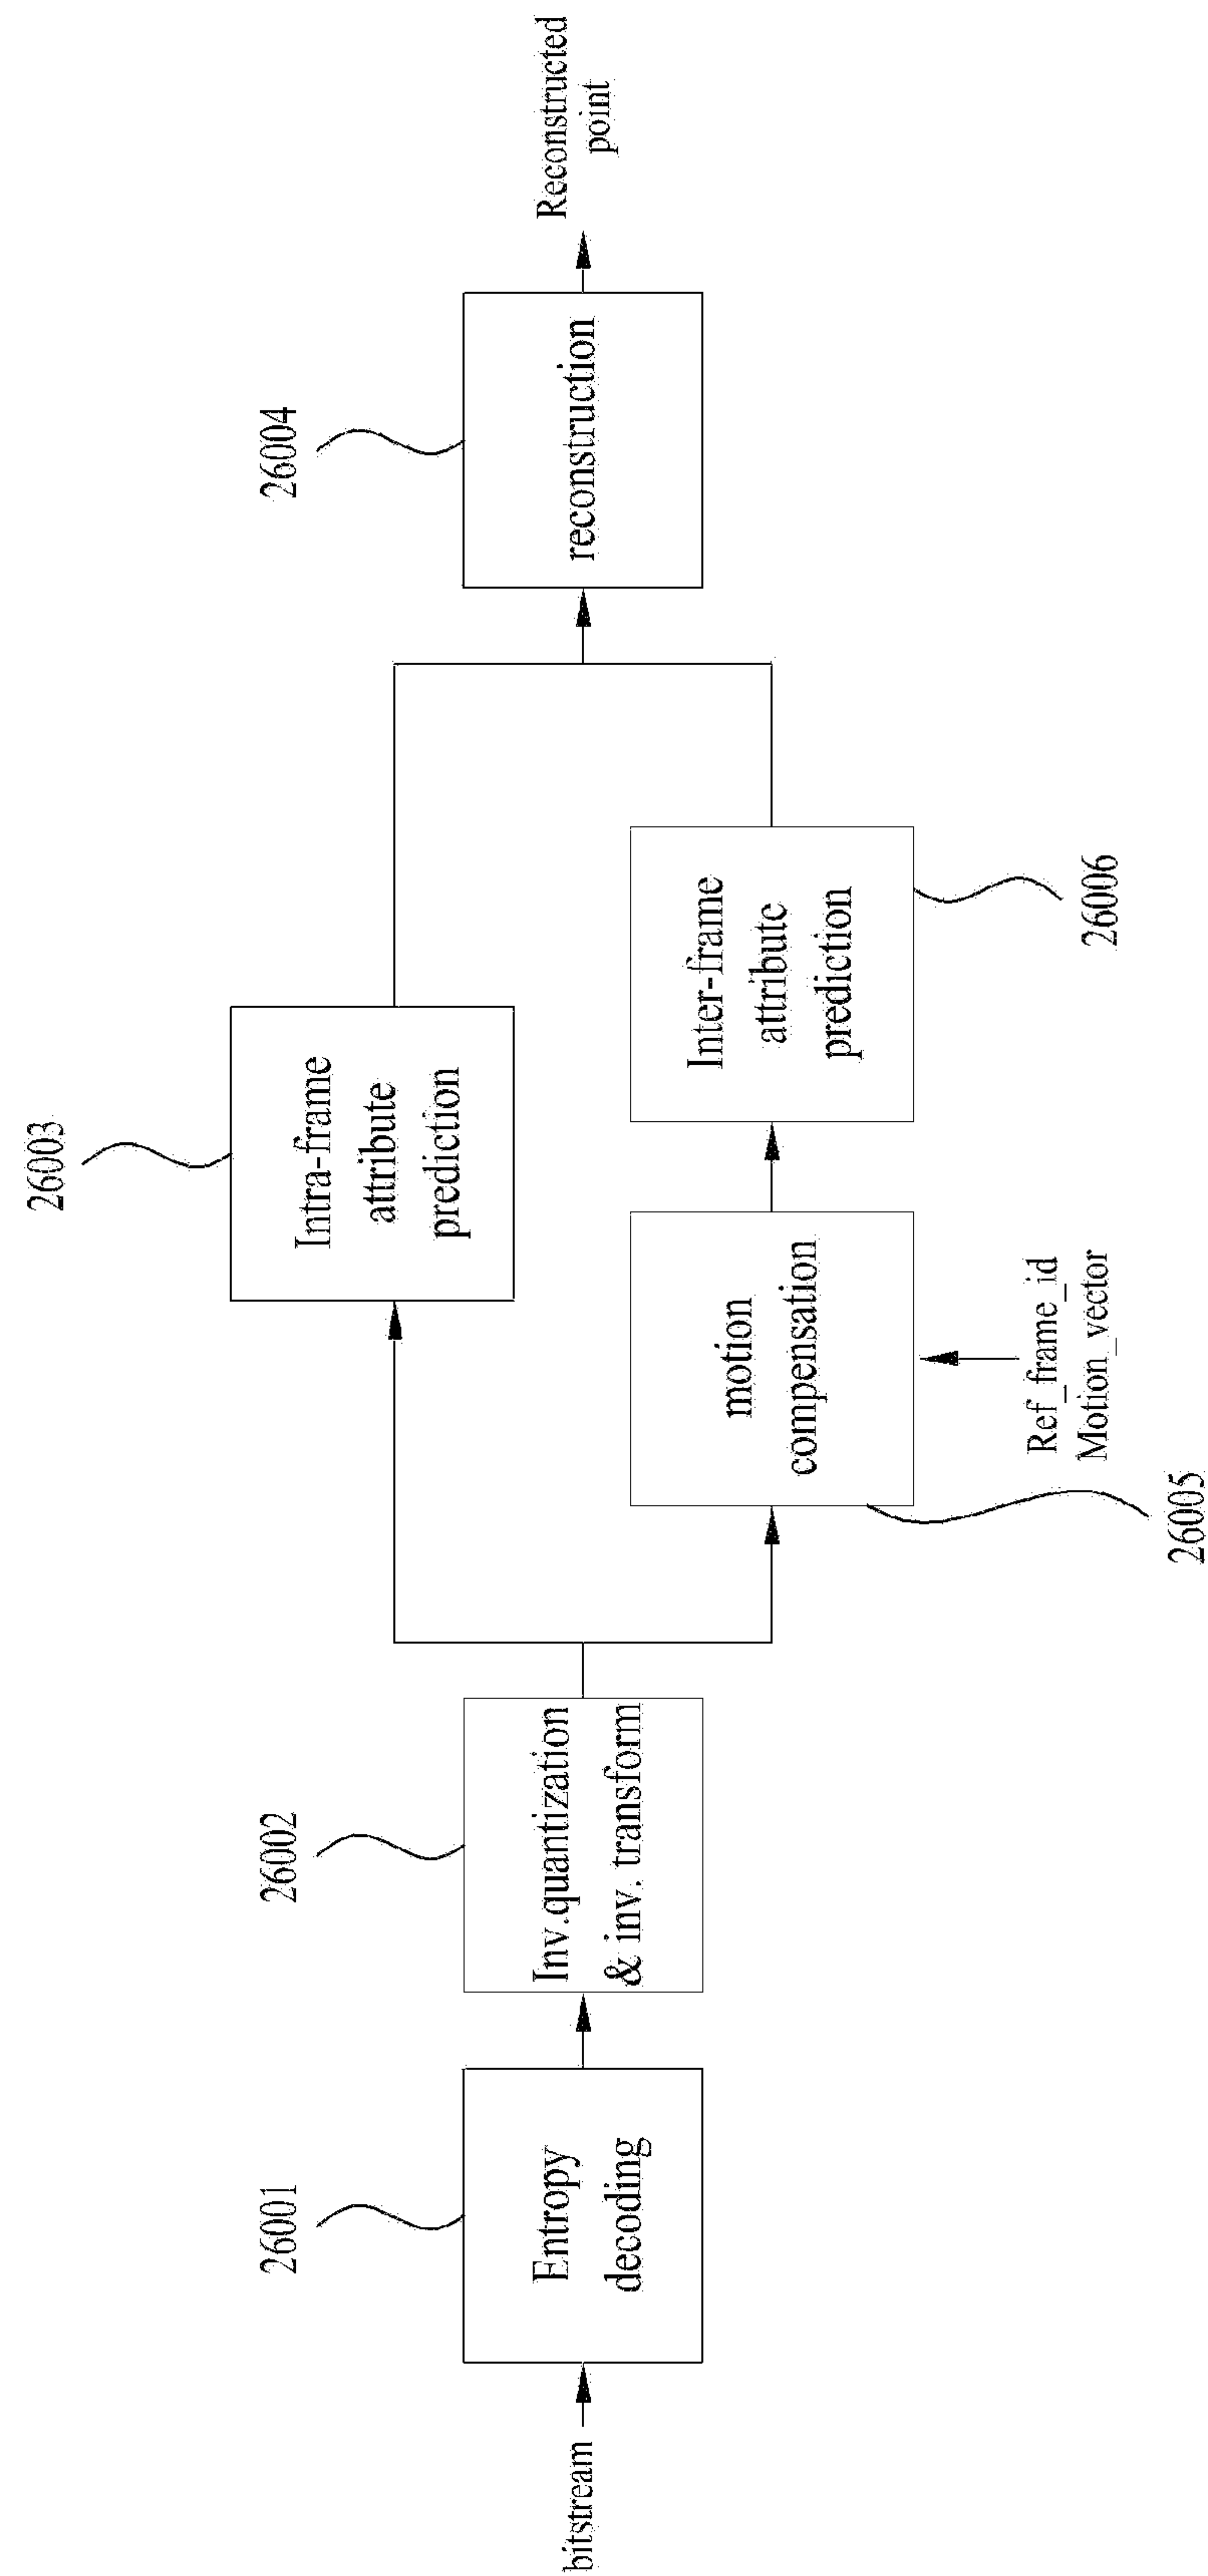 bitstream
26001
Entropy
decoding
26002
Inv.quantization
& inv. transform
26003
Intra-frame
attribute
prediction
motion
compensation
Ref_frame_id
Motion_vector
26005
Inter-frame
attribute
prediction
26006
26004
reconstruction
Reconstructed
point